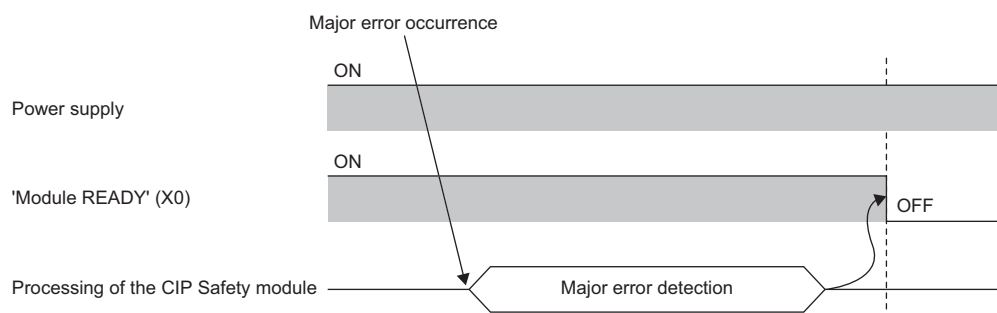 Major error occurrence
ON
Power supply
ON
'Module READY' (X0)
OFF
Processing of the CIP Safety module
Major error detection